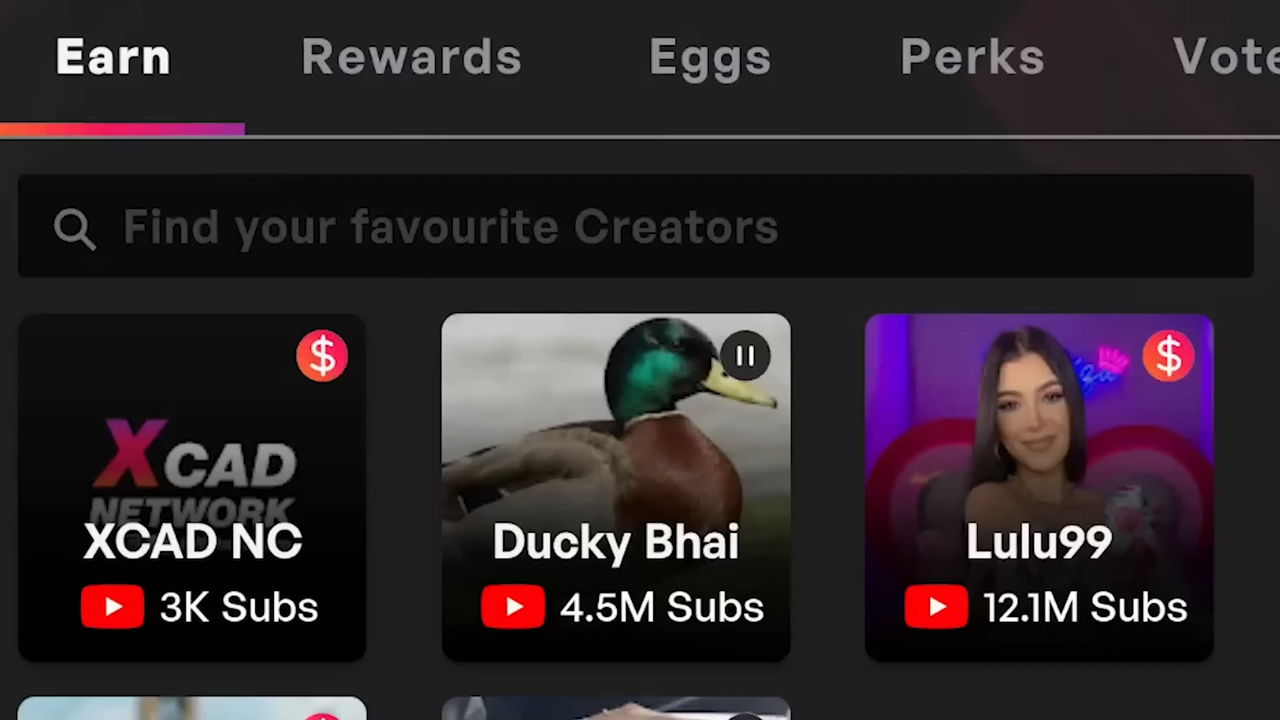 Earn Rewards Eggs Perks Vote
Find your favourite Creators
$
$
XCAD
NETWORK
XCAD NC
Ducky Bhai
Lulu99
3K Subs
4.5M Subs
12.1M Subs